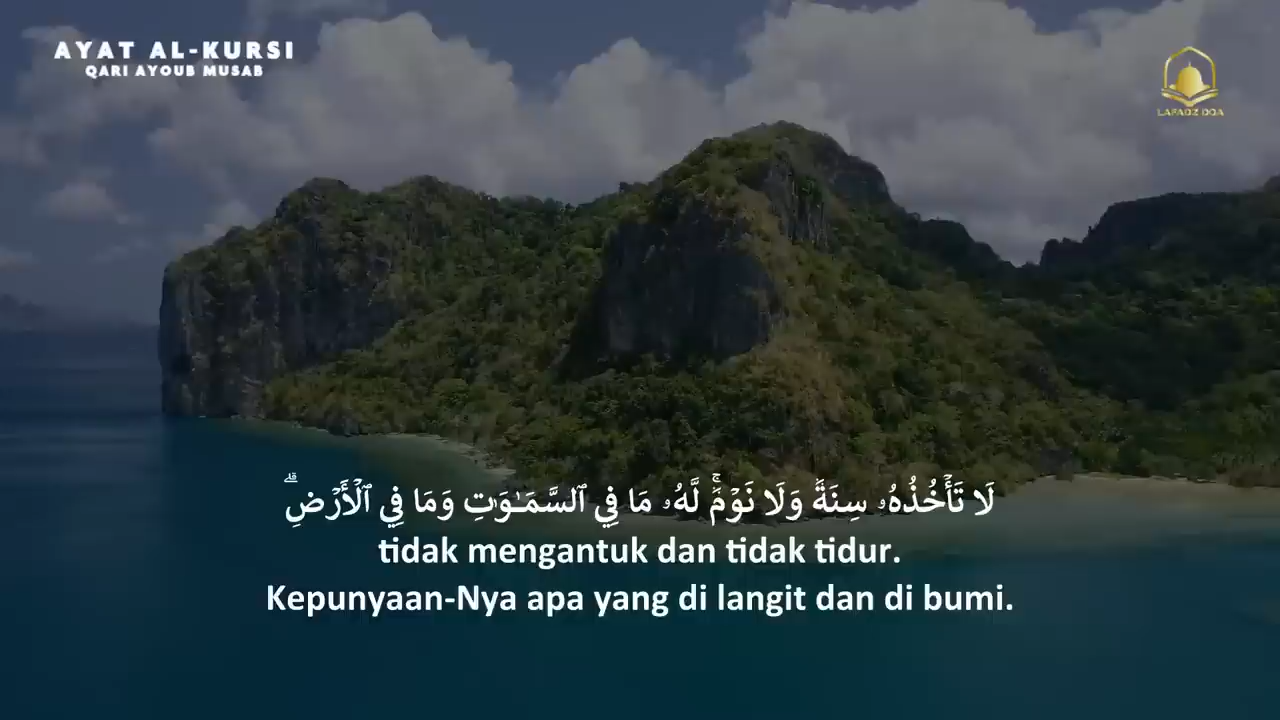 AYAT AL-KURSI
QARI AYOUB MUSAB
LAFADZ DOA
لَا تَأْخُذُهُۥ سِنَةٌ وَلَا نَوْمٌ ۚ لَّهُۥ مَا فِي ٱلسَّمَـٰوَٰتِ وَمَا فِي ٱلْأَرْضِ ۗ
tidak mengantuk dan tidak tidur.
Kepunyaan-Nya apa yang di langit dan di bumi.